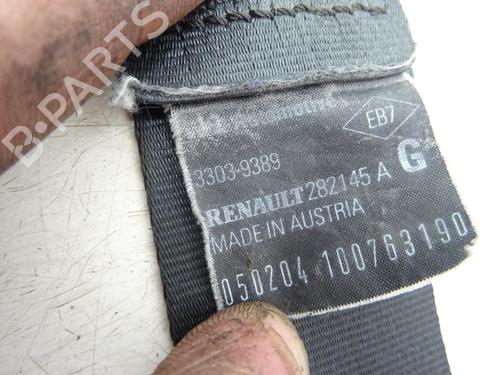 EB7
3303-9389
G
RENAULT 282145 A
MADE IN AUSTRIA
050204 100763190
B-PARTS